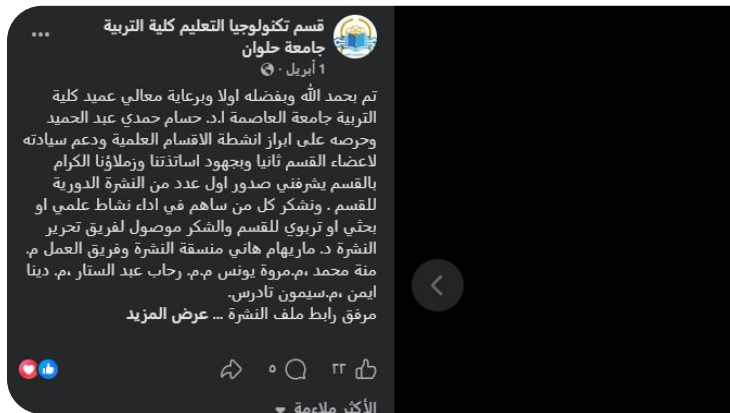 قسم تكنولوجيا التعليم كلية التربية
جامعة حلوان
1 أبريل ·
تم بحمد الله وبفضله اولا وبرعاية معالي عميد كلية
التربية جامعة العاصمة ا.د. حسام حمدي عبد الحميد
وحرصه على ابراز انشطة الاقسام العلمية ودعم سيادته
لاعضاء القسم ثانيا وبجهود اساتذتنا وزملاؤنا الكرام
بالقسم يشرفني صدور اول عدد من النشرة الدورية
للقسم . ونشكر كل من ساهم في اداء نشاط علمي او
بحثي او تربوي للقسم والشكر موصول لفريق تحرير
النشرة د. ماريهام هاني منسقة النشرة وفريق العمل م.
منة محمد ،م.مروة يونس م.م. رحاب عبد الستار ،م. دينا
ايمن ،م.سيمون تادرس.
مرفق رابط ملف النشرة ... عرض المزيد
٢٢ ٥
الأكثر ملاءمة